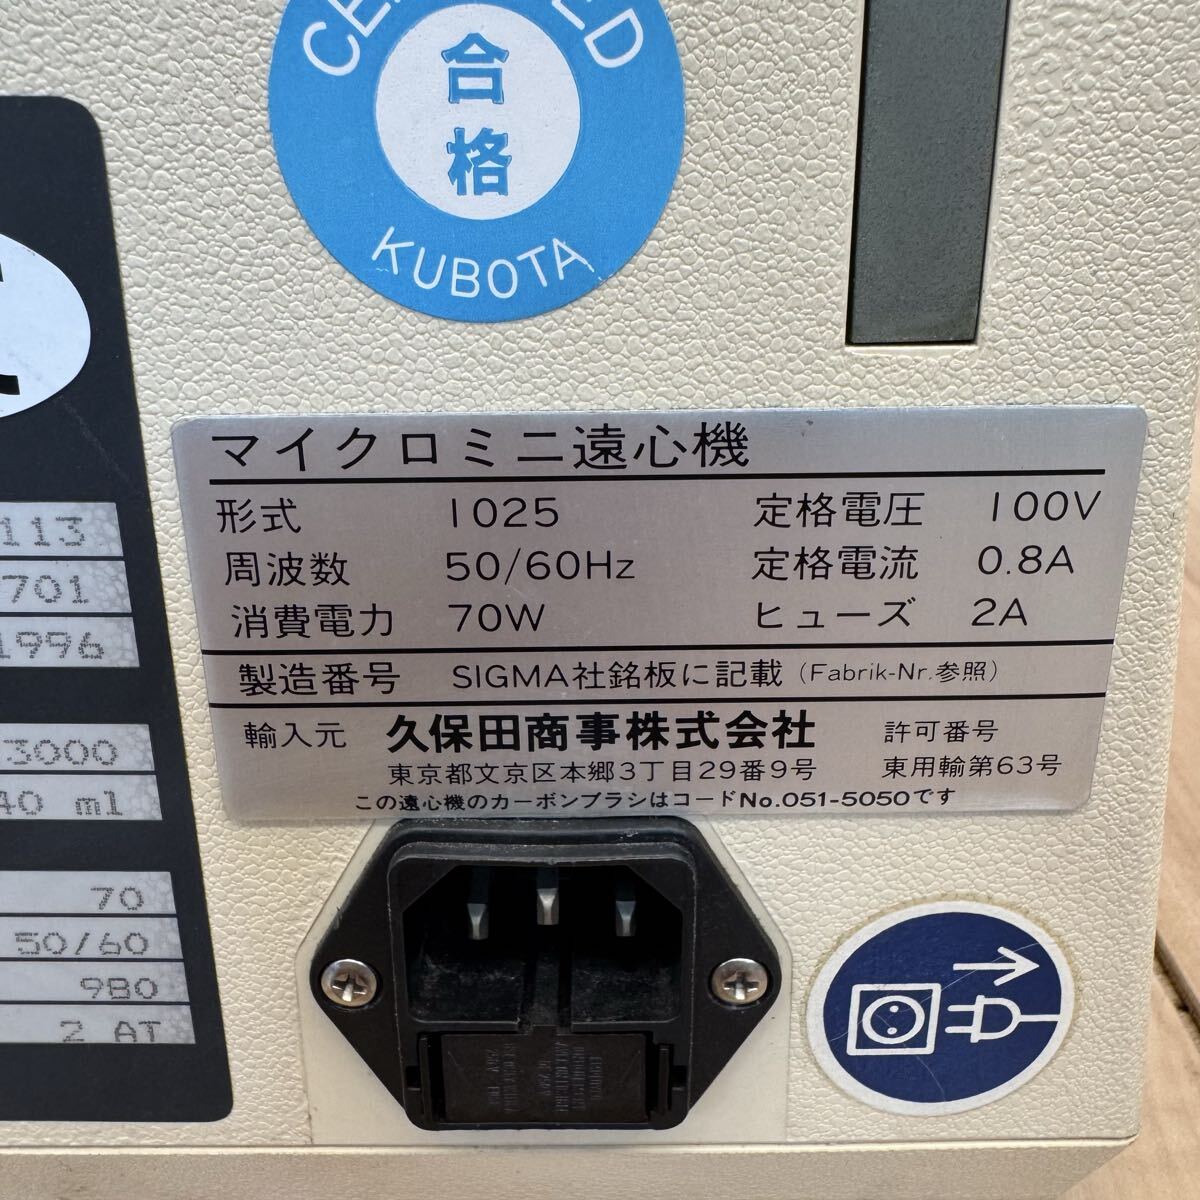 合
格
KUBOTA
マイクロミニ遠心機
形式 1025 定格電圧 100V
周波数 50/60Hz 定格電流 0.8A
消費電力 70W ヒューズ 2A
製造番号 SIGMA社銘板に記載 (Fabrik-Nr.参照)
輸入元 久保田商事株式会社 許可番号
東京都文京区本郷3丁目29番9号 東用輸第63号
この遠心機のカーボンブラシはコードNo.051-5050です
113
701
1996
3000
40 ml
70
50/60
980
2 AT